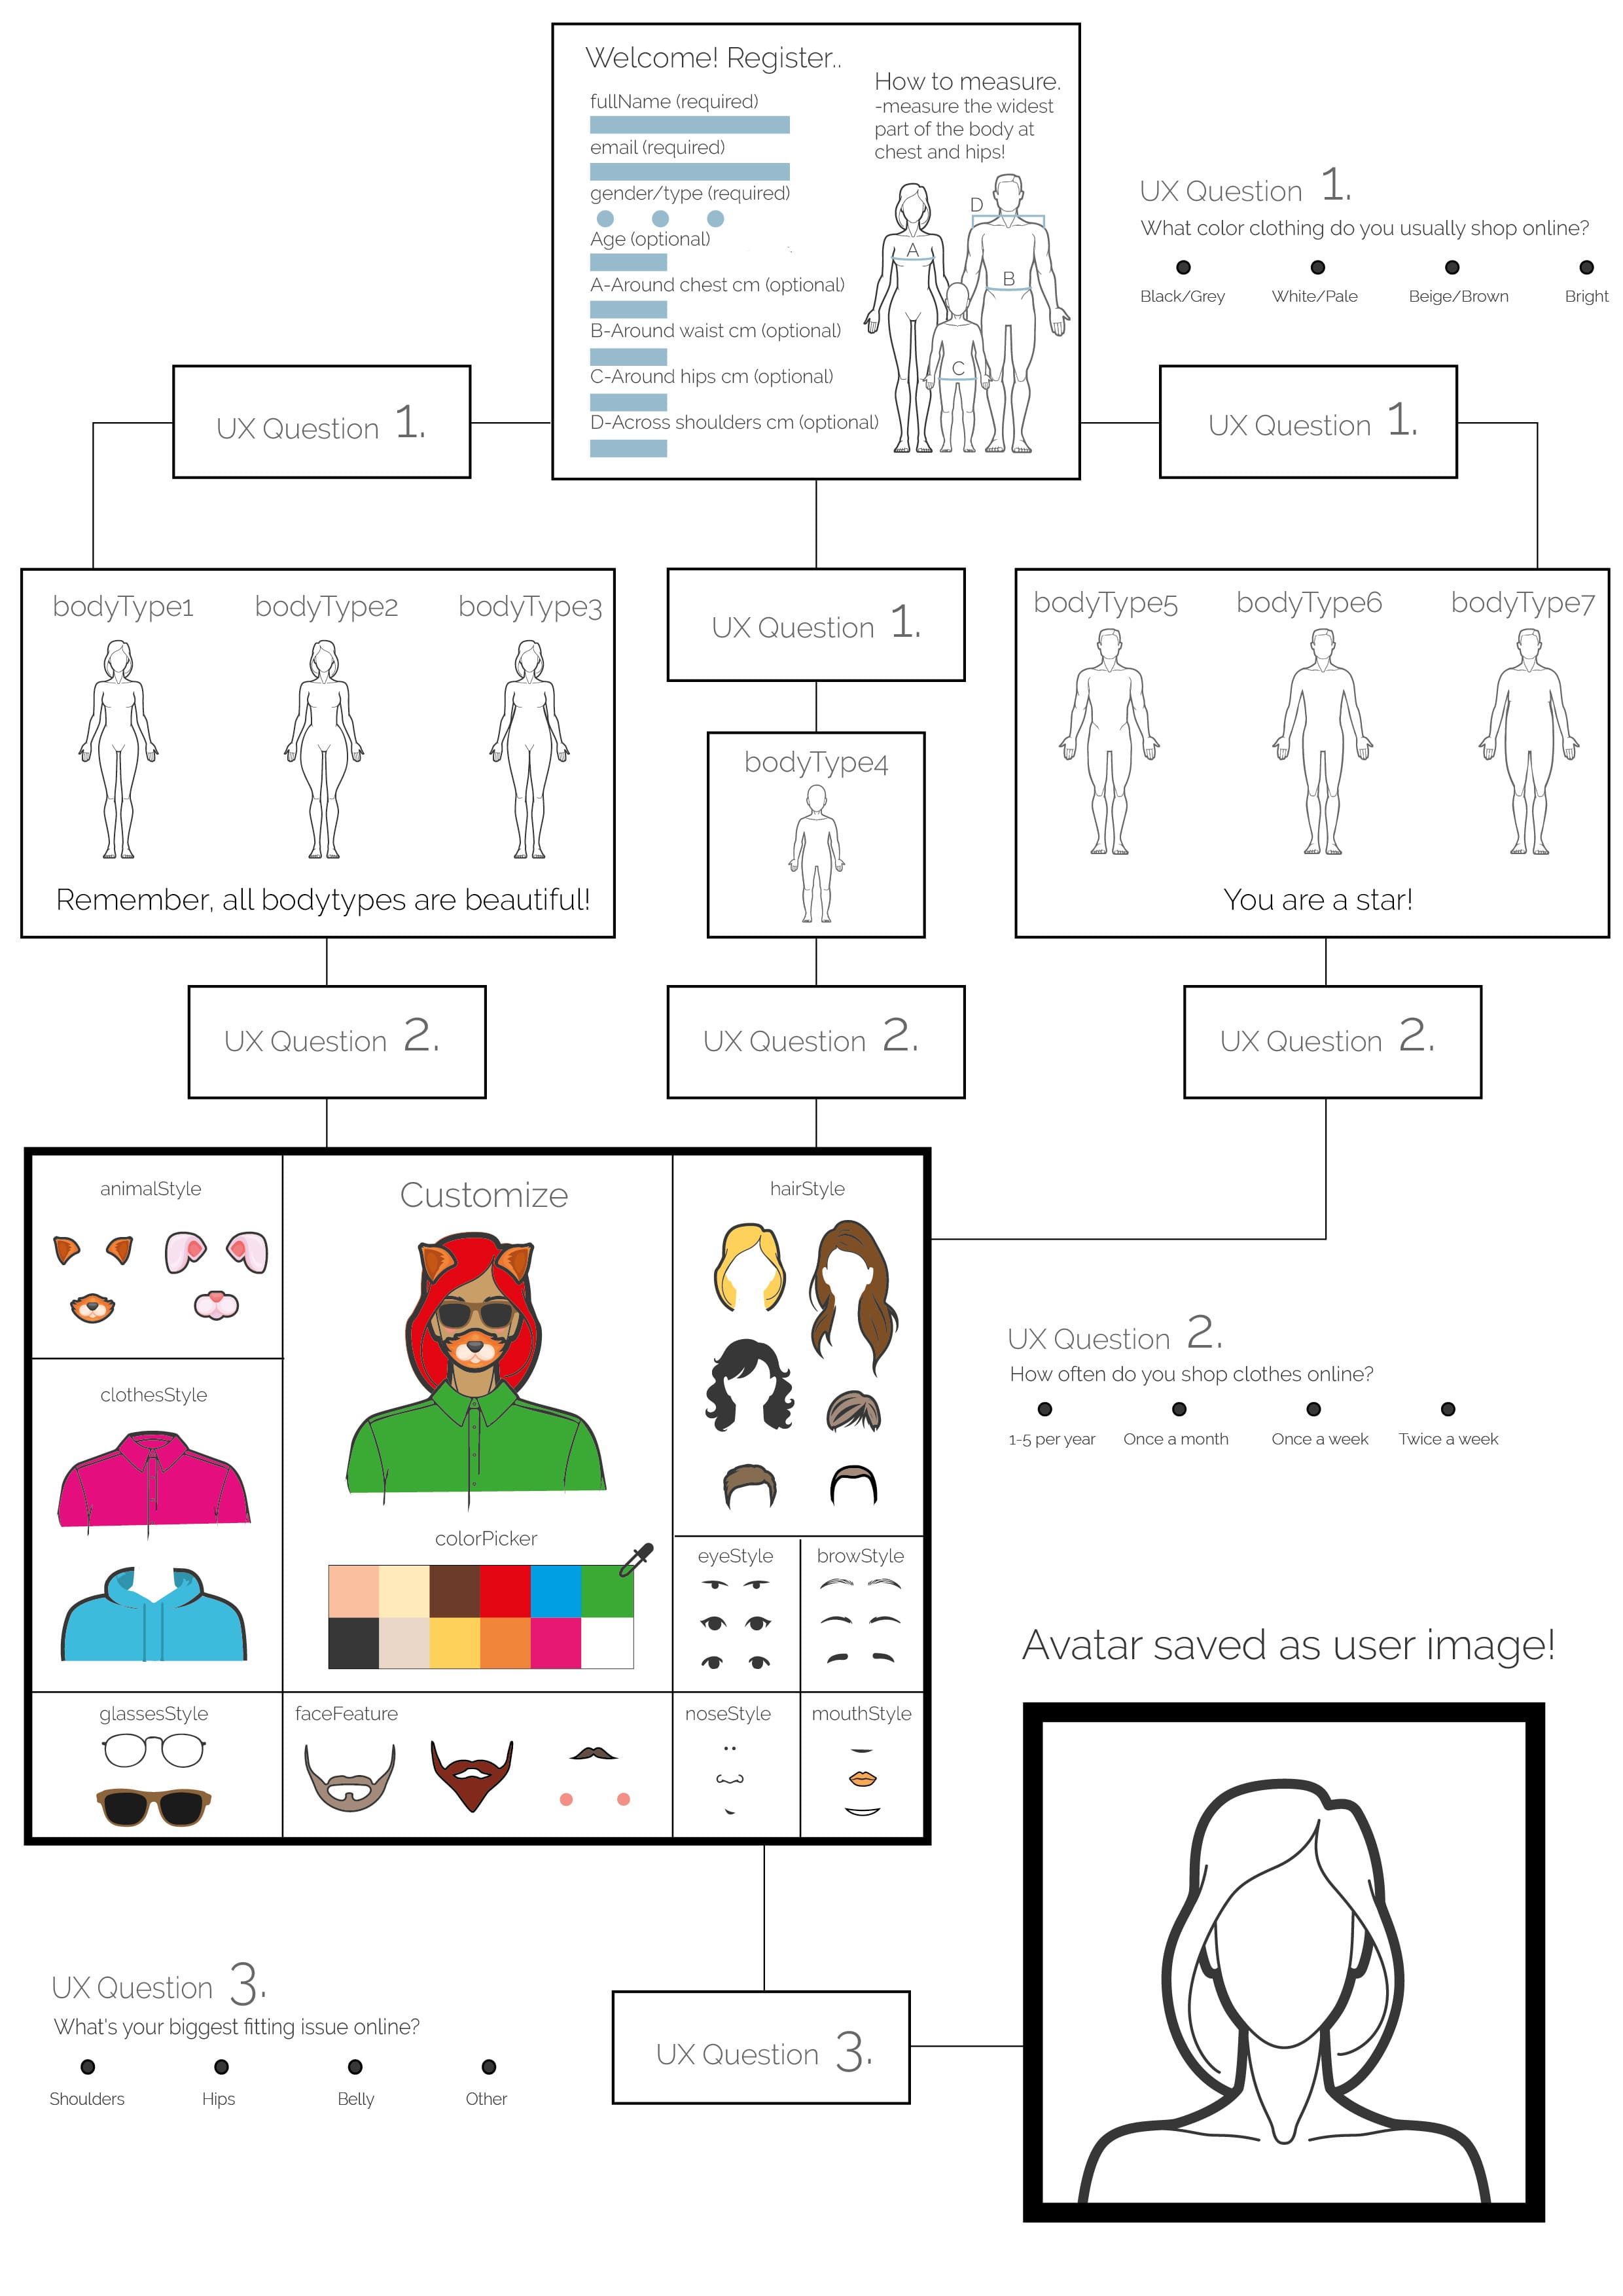 Welcome! Register..
fullName (required)
email (required)
gender/type (required)
Age (optional)
A-Around chest cm (optional)
B-Around waist cm (optional)
C-Around hips cm (optional)
D-Across shoulders cm (optional)
How to measure.
-measure the widest
part of the body at
chest and hips!
D
A
B
C
UX Question 1.
What color clothing do you usually shop online?
Black/Grey
White/Pale
Beige/Brown
Bright
UX Question 1.
UX Question 1.
UX Question 1.
bodyType1
bodyType2
bodyType3
Remember, all bodytypes are beautiful!
bodyType4
bodyType5
bodyType6
bodyType7
You are a star!
UX Question 2.
UX Question 2.
UX Question 2.
animalStyle
Customize
hairStyle
clothesStyle
colorPicker
eyeStyle
browStyle
glassesStyle
faceFeature
noseStyle
mouthStyle
UX Question 2.
How often do you shop clothes online?
1-5 per year
Once a month
Once a week
Twice a week
Avatar saved as user image!
UX Question 3.
What's your biggest fitting issue online?
Shoulders
Hips
Belly
Other
UX Question 3.